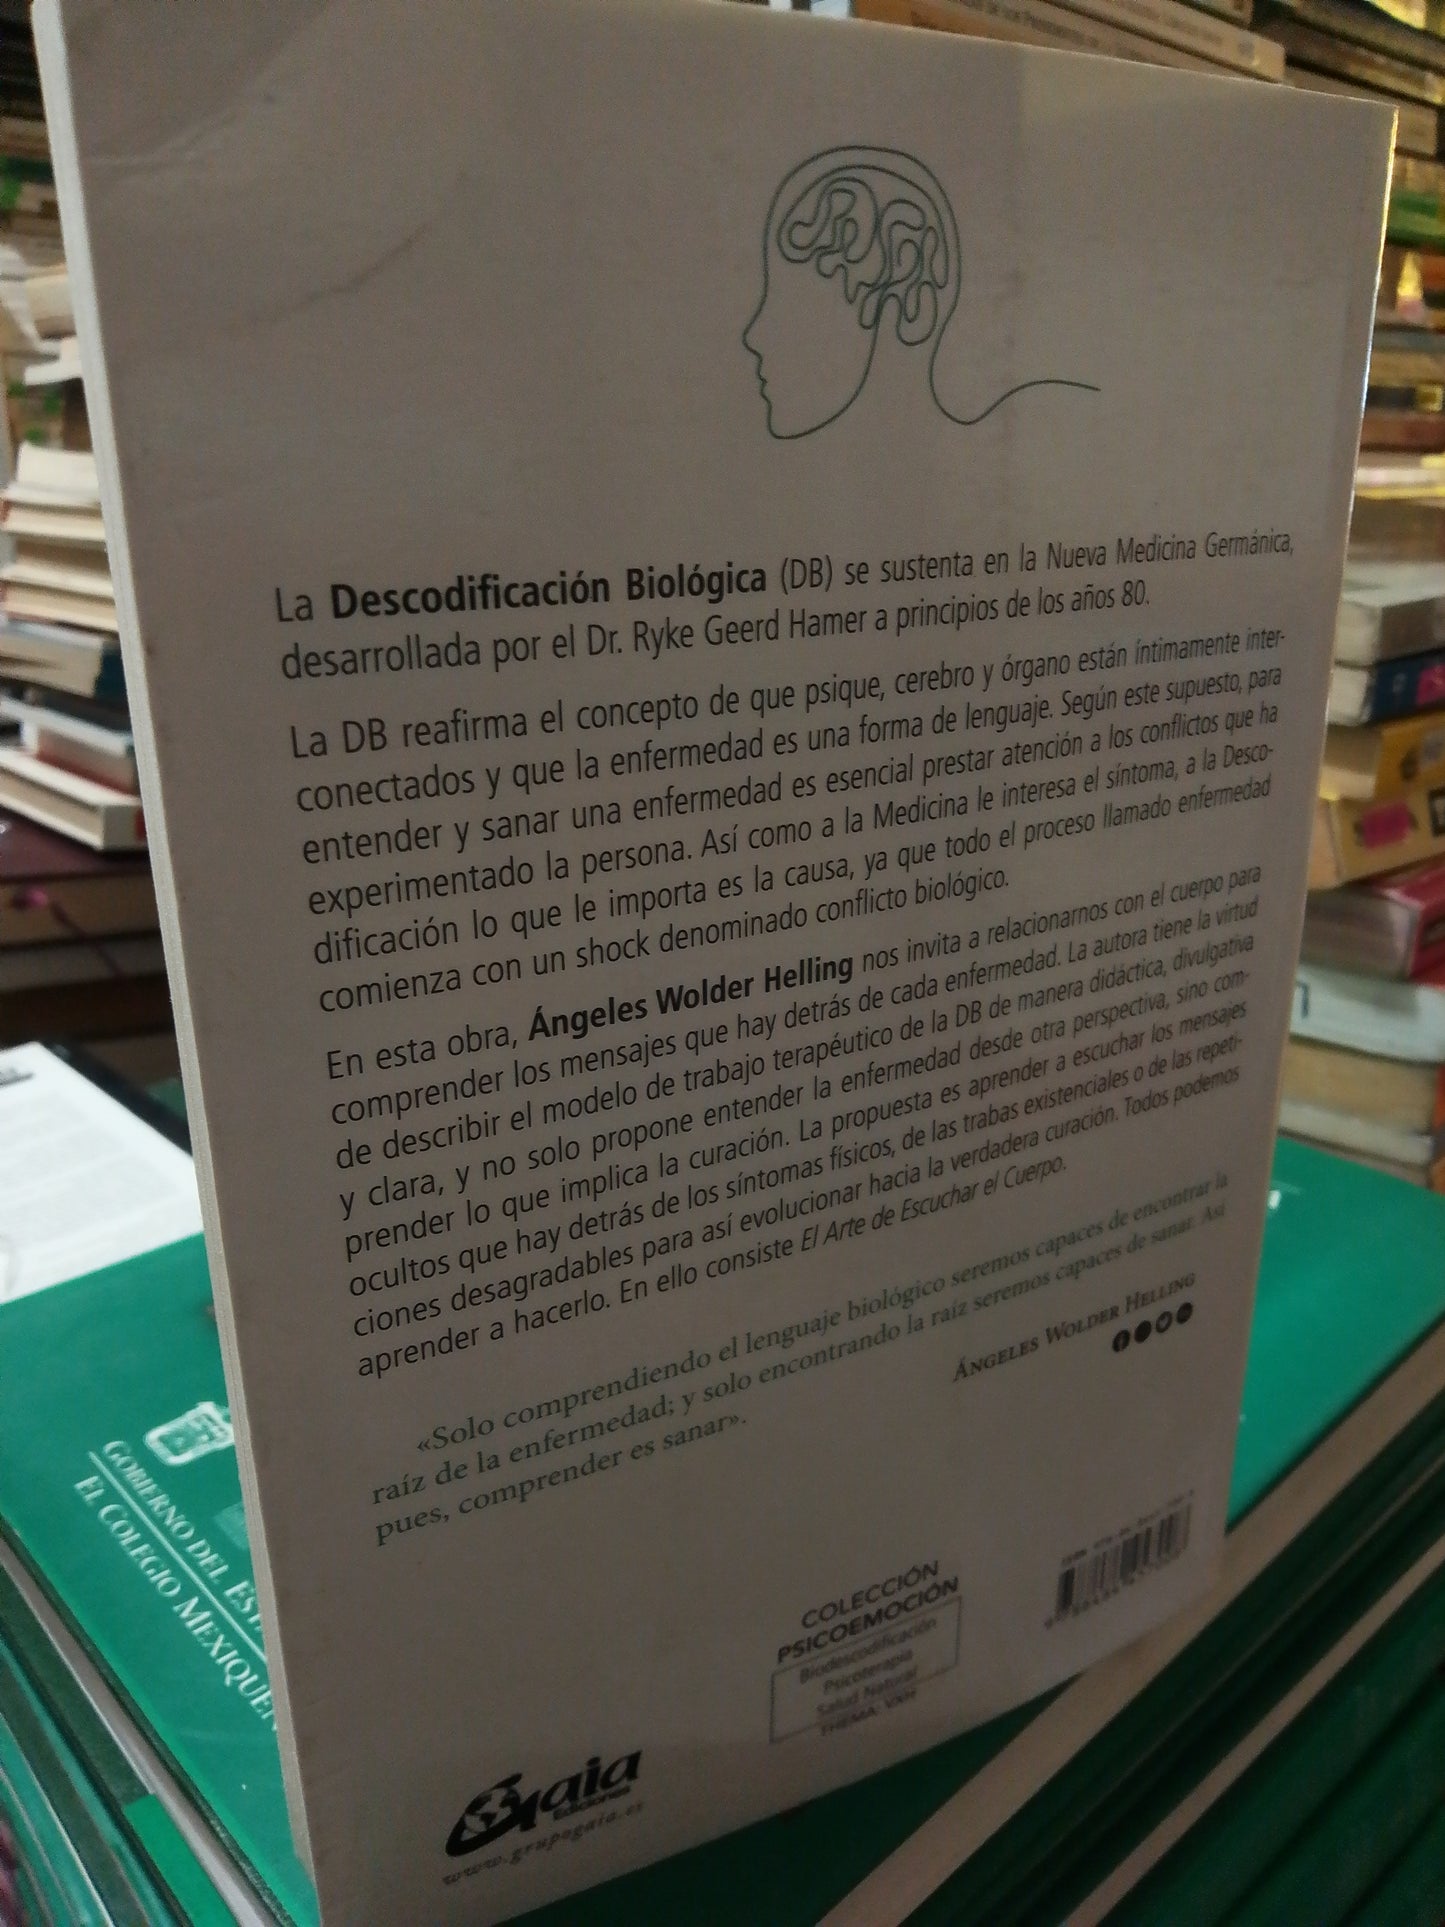 La Descodificación Biológica (DB) se sustenta en la Nueva Medicina Germánica,
desarrollada por el Dr. Ryke Geerd Hamer a principios de los años 80.
La DB reafirma el concepto de que psique, cerebro y órgano están íntimamente inter-
conectados y que la enfermedad es una forma de lenguaje. Según este supuesto, para
entender y sanar una enfermedad es esencial prestar atención a los conflictos que ha
experimentado la persona. Así como a la Medicina le interesa el síntoma, a la Desco-
dificación lo que le importa es la causa, ya que todo el proceso llamado enfermedad
comienza con un shock denominado conflicto biológico.
En esta obra, Ángeles Wolder Helling nos invita a relacionarnos con el cuerpo para
comprender los mensajes que hay detrás de cada enfermedad. La autora tiene la virtud
de describir el modelo de trabajo terapéutico de la DB de manera didáctica, divulgativa
y clara, y no solo propone entender la enfermedad desde otra perspectiva, sino com-
prender lo que implica la curación. La propuesta es aprender a escuchar los mensajes
ocultos que hay detrás de los síntomas físicos, de las trabas existenciales o de las repeti-
ciones desagradables para así evolucionar hacia la verdadera curación. Todos podemos
aprender a hacerlo. En ello consiste El Arte de Escuchar el Cuerpo.
«Solo comprendiendo el lenguaje biológico seremos capaces de encontrar la
raíz de la enfermedad; y solo encontrando la raíz seremos capaces de sanar. Así
pues, comprender es sanar».
Ángeles Wolder Helling
COLECCIÓN
PSICOEMOCIÓN
Biodescodificación
Psicoterapia
Salud Natural
THEMA: VXH
Gaia
Ediciones
www.grupogaia.es
GOBIERNO DEL
EL COLEGIO MEXIQUEN